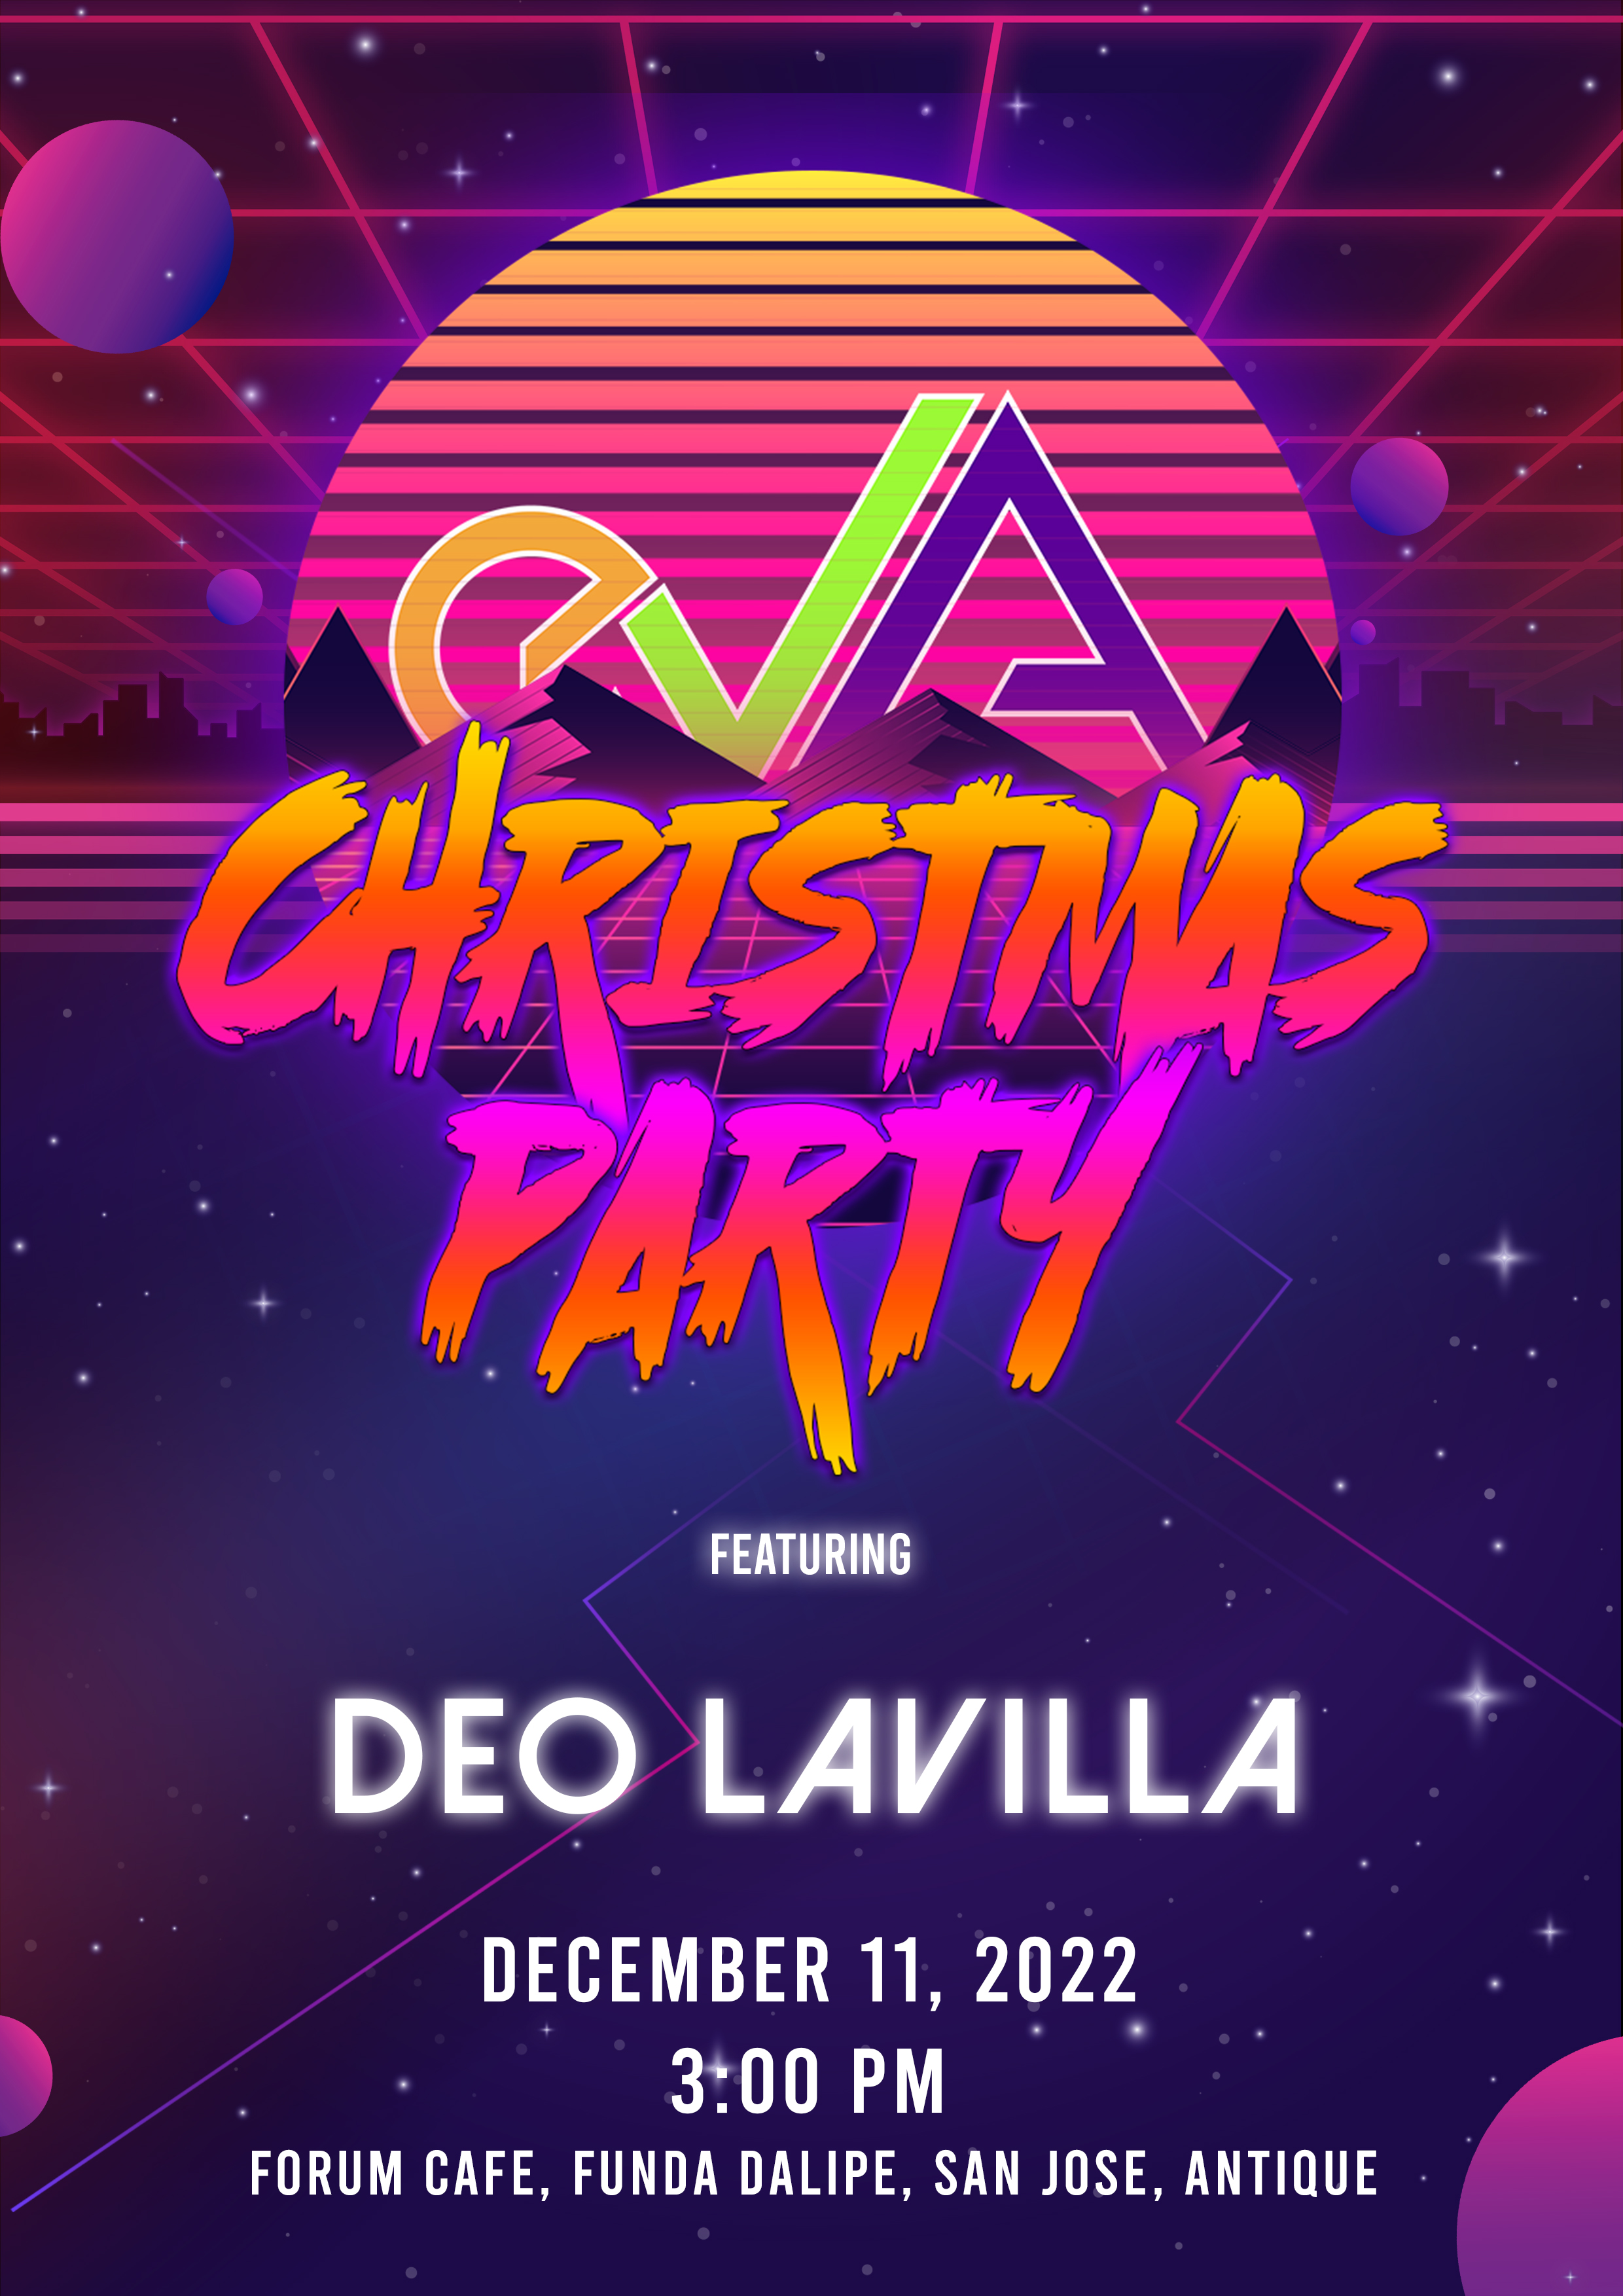 eVA
CHRISTMAS
PARTY
FEATURING
DEO LAVILLA
DECEMBER 11, 2022
3:00 PM
FORUM CAFE, FUNDA DALIPE, SAN JOSE, ANTIQUE